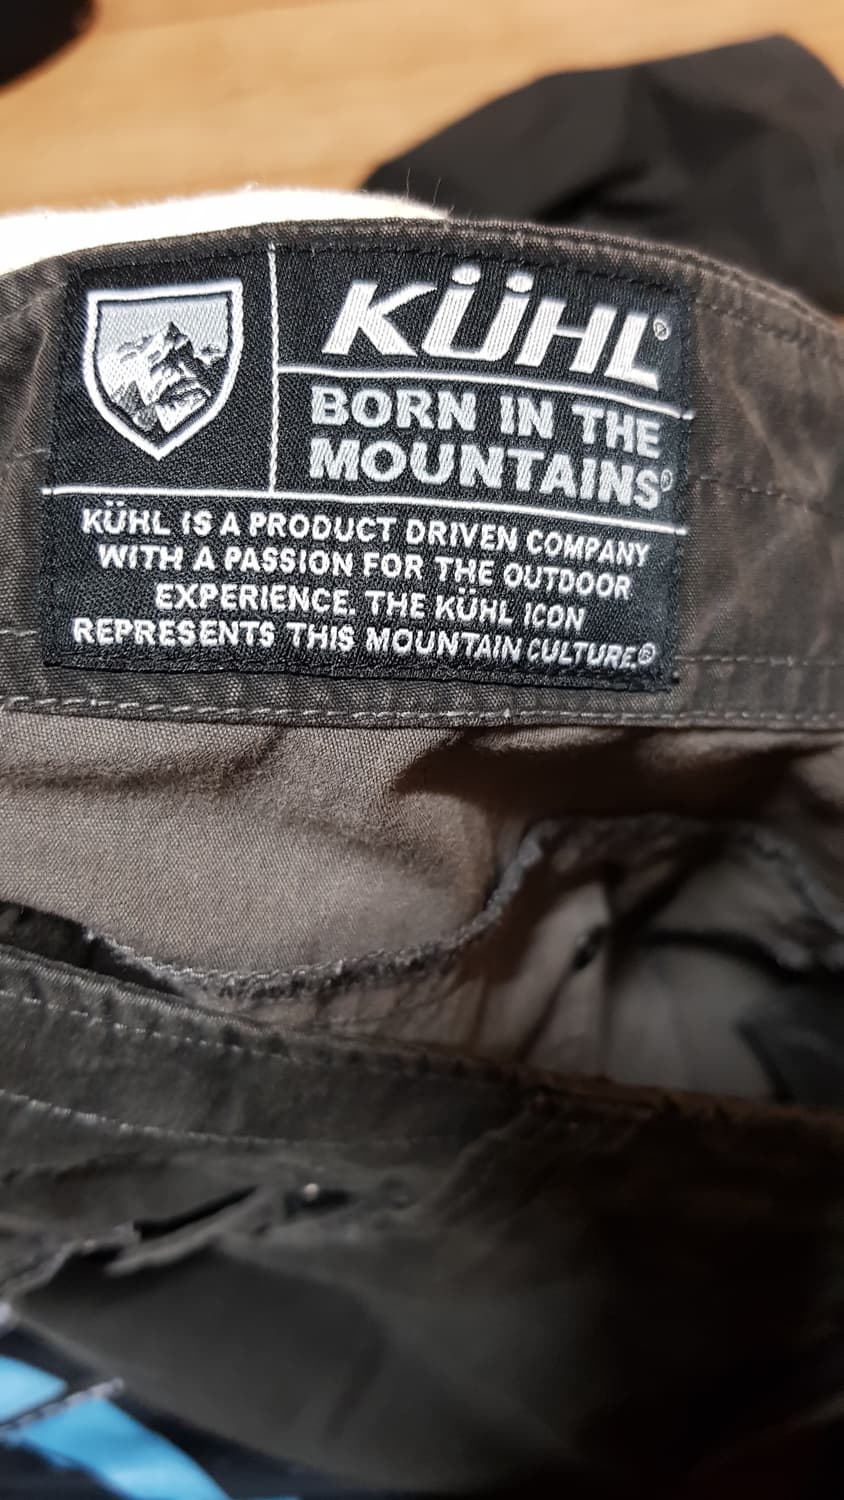 KÜHL®
BORN IN THE
MOUNTAINS®
KÜHL IS A PRODUCT DRIVEN COMPANY
WITH A PASSION FOR THE OUTDOOR
EXPERIENCE. THE KÜHL ICON
REPRESENTS THIS MOUNTAIN CULTURE.®